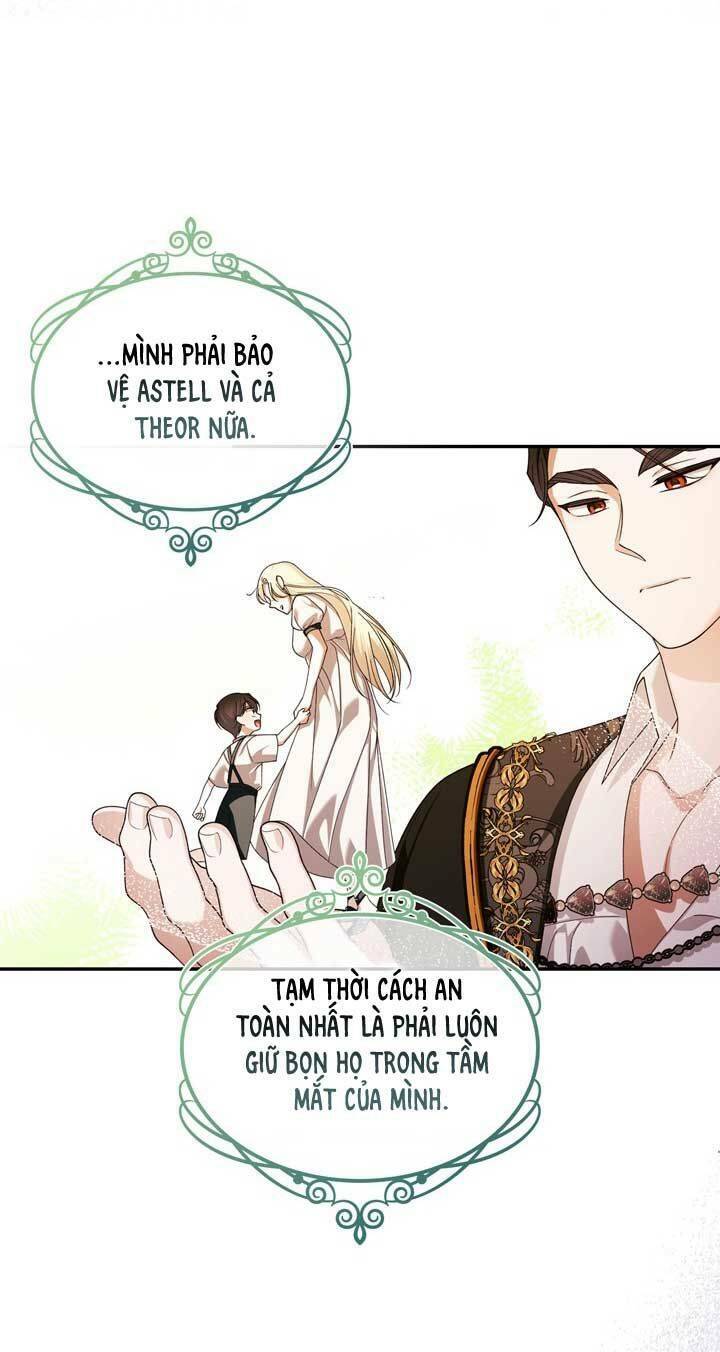 ...MÌNH PHẢI BẢO
VỆ ASTELL VÀ CẢ
THEOR NỮA.
TẠM THỜI CÁCH AN
TOÀN NHẤT LÀ PHẢI LUÔN
GIỮ BỌN HỌ TRONG TẦM
MẮT CỦA MÌNH.